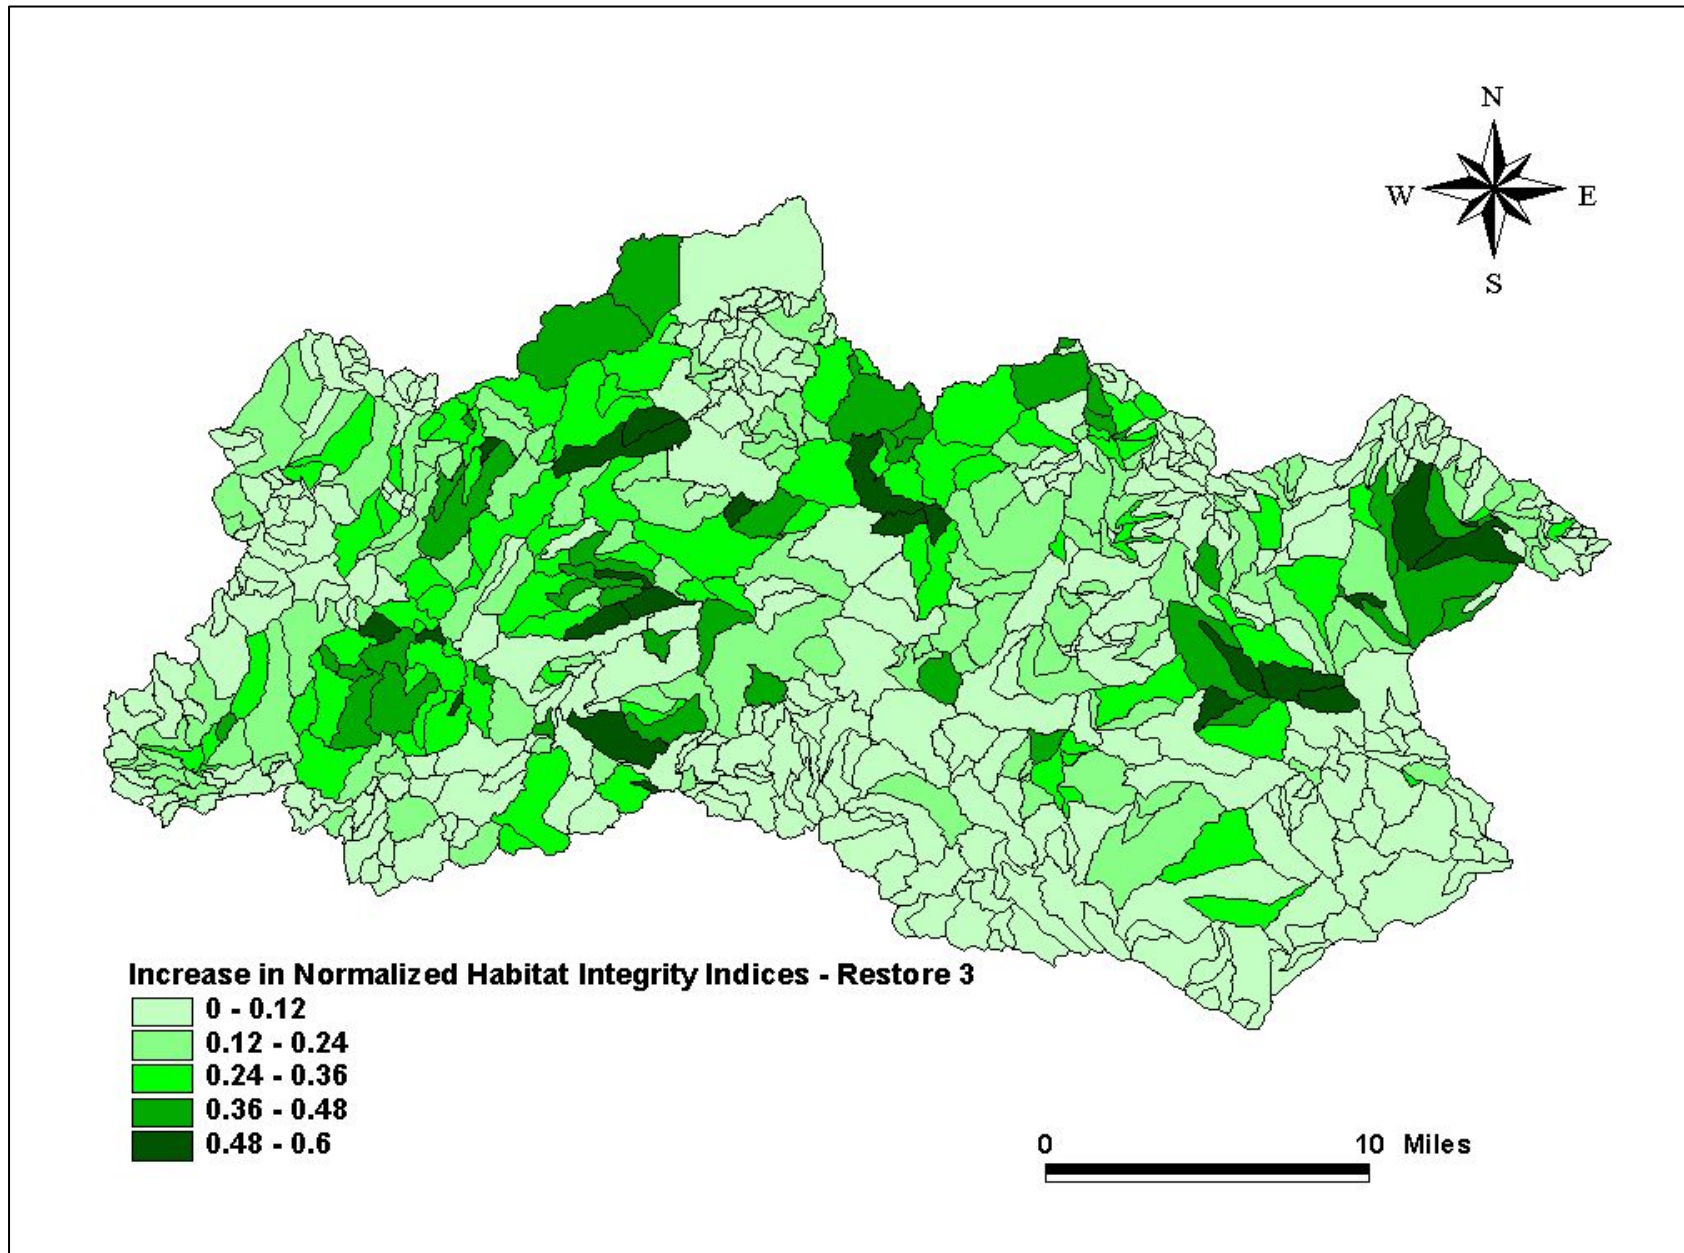 N
W E
S
Increase in Normalized Habitat Integrity Indices - Restore 3
0 - 0.12
0.12 - 0.24
0.24 - 0.36
0.36 - 0.48
0.48 - 0.6
0 10 Miles